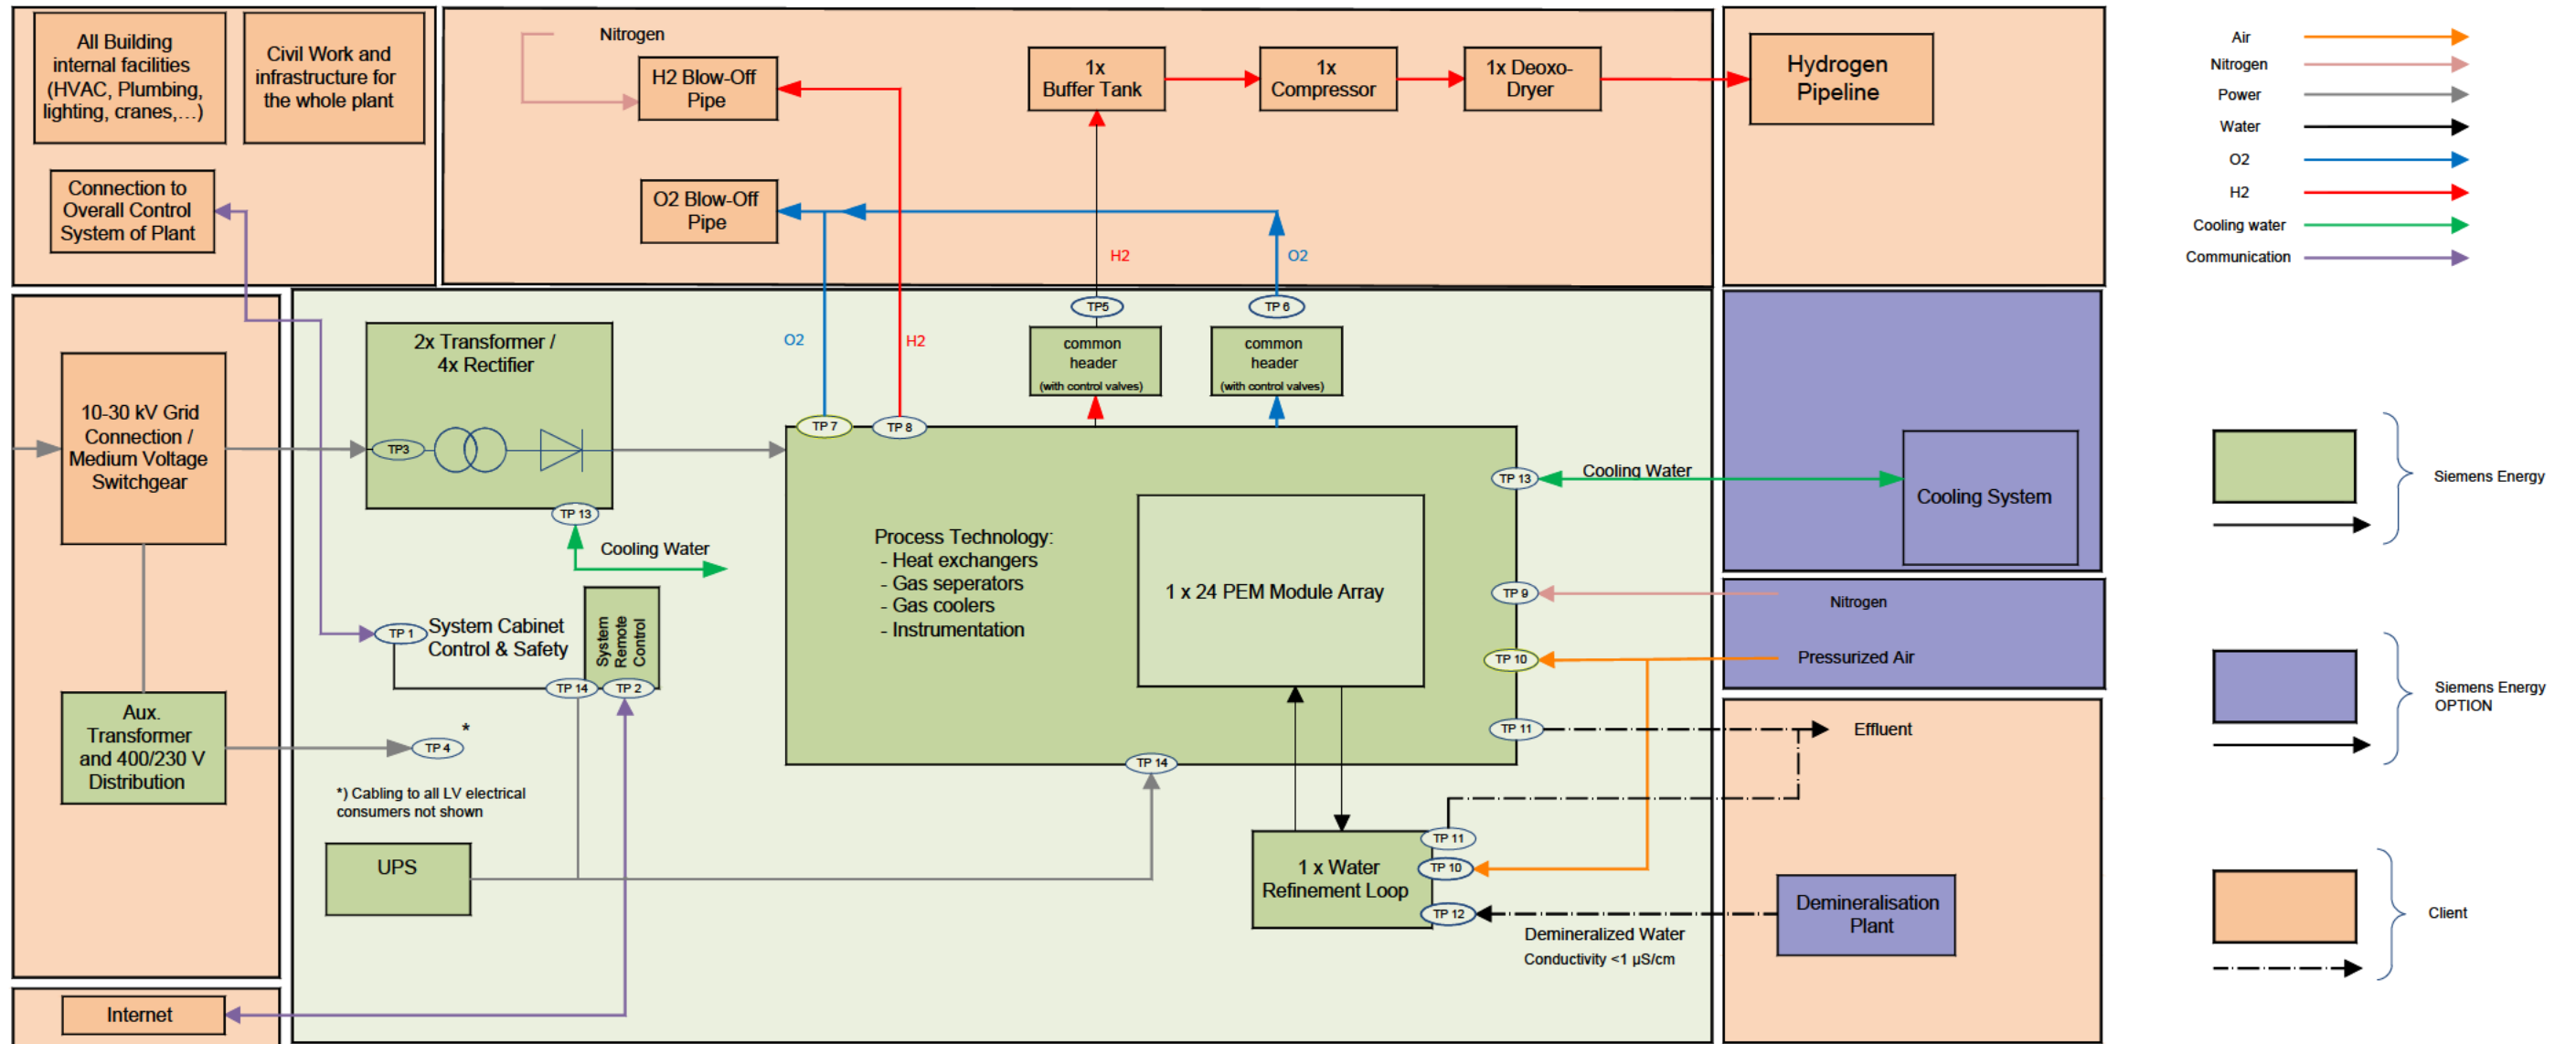 All Building
internal facilities
(HVAC, Plumbing,
lighting, cranes,...)
Civil Work and
infrastructure for
the whole plant
Connection to
Overall Control
System of Plant
Nitrogen
H2 Blow-Off
Pipe
O2 Blow-Off
Pipe
1x
Buffer Tank
1x
Compressor
1x Deoxo-
Dryer
Hydrogen
Pipeline
H2
O2
O2
H2
TP5
TP 6
common
header
(with control valves)
common
header
(with control valves)
10-30 kV Grid
Connection /
Medium Voltage
Switchgear
2x Transformer /
4x Rectifier
TP3
TP 13
Cooling Water
TP 7
TP 8
TP 1
System Cabinet
Control & Safety
System
Remote
Control
TP 14
TP 2
Aux.
Transformer
and 400/230 V
Distribution
TP 4
*
*) Cabling to all LV electrical
consumers not shown
UPS
Internet
Process Technology:
- Heat exchangers
- Gas seperators
- Gas coolers
- Instrumentation
1 x 24 PEM Module Array
TP 14
TP 13
Cooling Water
Cooling System
TP 9
Nitrogen
TP 10
Pressurized Air
TP 11
Effluent
1 x Water
Refinement Loop
TP 11
TP 10
TP 12
Demineralized Water
Conductivity <1 µS/cm
Demineralisation
Plant
Air
Nitrogen
Power
Water
O2
H2
Cooling water
Communication
Siemens Energy
Siemens Energy
OPTION
Client